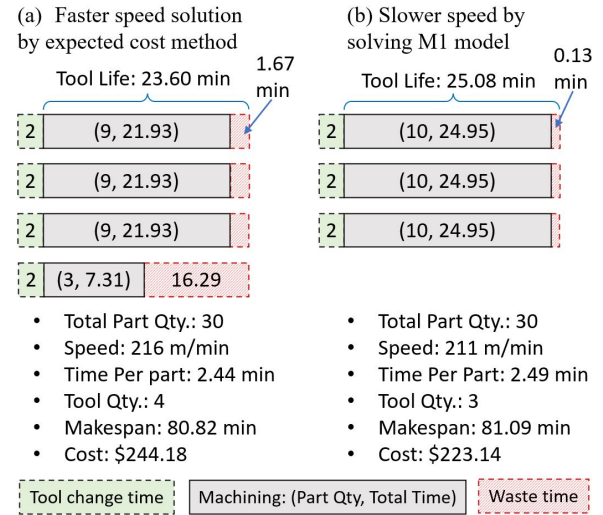 (a) Faster speed solution
by expected cost method
Tool Life: 23.60 min
1.67
min
2 (9, 21.93)
2 (9, 21.93)
2 (9, 21.93)
2 (3, 7.31) 16.29
• Total Part Qty.: 30
• Speed: 216 m/min
• Time Per part: 2.44 min
• Tool Qty.: 4
• Makespan: 80.82 min
• Cost: $244.18
(b) Slower speed by
solving M1 model
Tool Life: 25.08 min
0.13
min
2 (10, 24.95)
2 (10, 24.95)
2 (10, 24.95)
• Total Part Qty.: 30
• Speed: 211 m/min
• Time Per Part: 2.49 min
• Tool Qty.: 3
• Makespan: 81.09 min
• Cost: $223.14
Tool change time
Machining: (Part Qty, Total Time)
Waste time